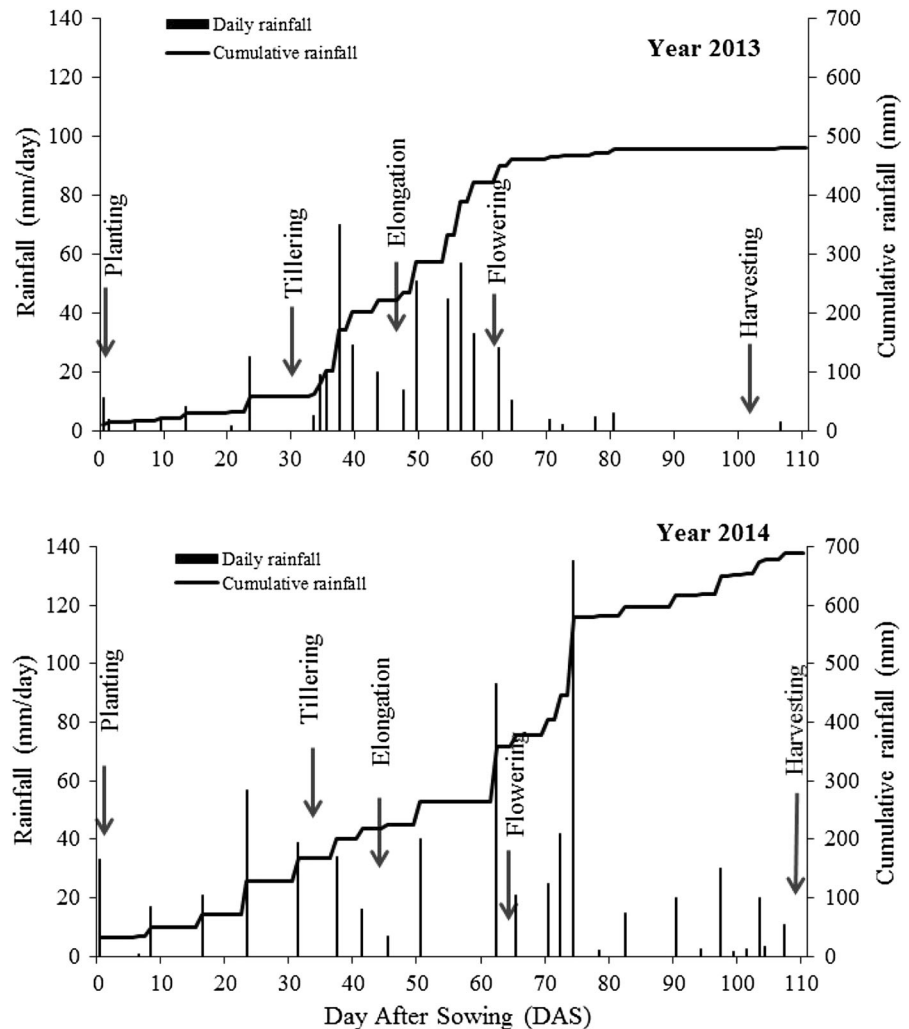 140
120
100
80
60
40
20
0
Rainfall (mm/day)
Daily rainfall
Cumulative rainfall
Year 2013
Planting
Tillering
Elongation
Flowering
Harvesting
700
600
500
400
300
200
100
0
Cumulative rainfall (mm)
0 10 20 30 40 50 60 70 80 90 100 110
140
120
100
80
60
40
20
0
Rainfall (mm/day)
Year 2014
Daily rainfall
Cumulative rainfall
Planting
Tillering
Elongation
Flowering
Harvesting
700
600
500
400
300
200
100
0
Cumulative rainfall (mm)
0 10 20 30 40 50 60 70 80 90 100 110
Day After Sowing (DAS)